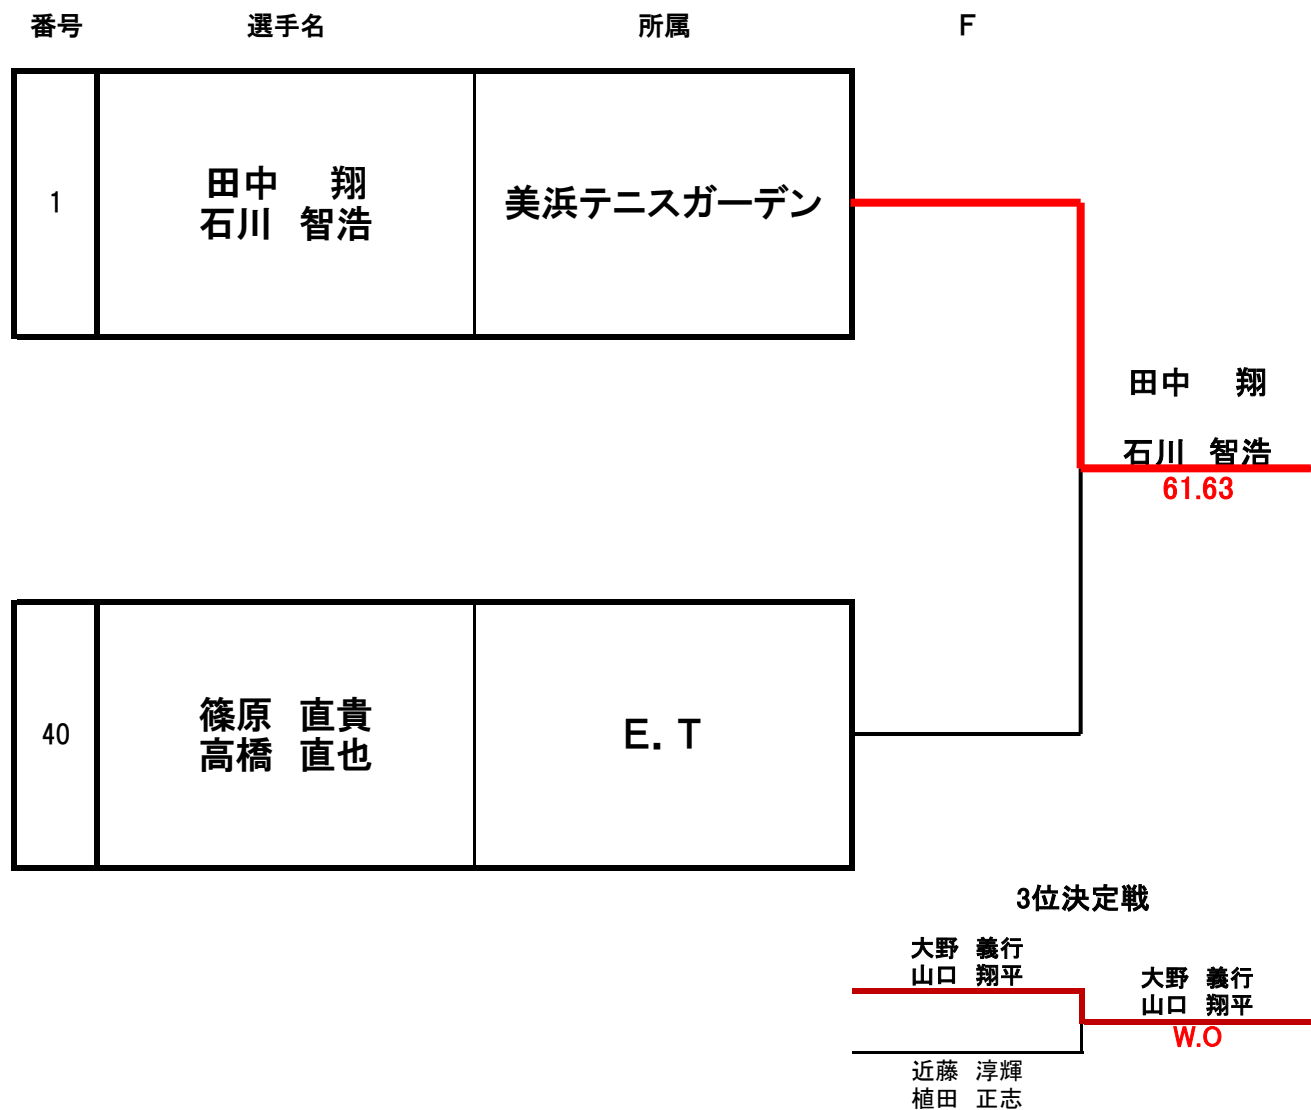 番号 選手名 所属 F
1
田中 翔
石川 智浩
美浜テニスガーデン
田中 翔
石川 智浩
61.63
40
篠原 直貴
高橋 直也
E.T
3位決定戦
大野 義行
山口 翔平
大野 義行
山口 翔平
W.O
近藤 淳輝
植田 正志